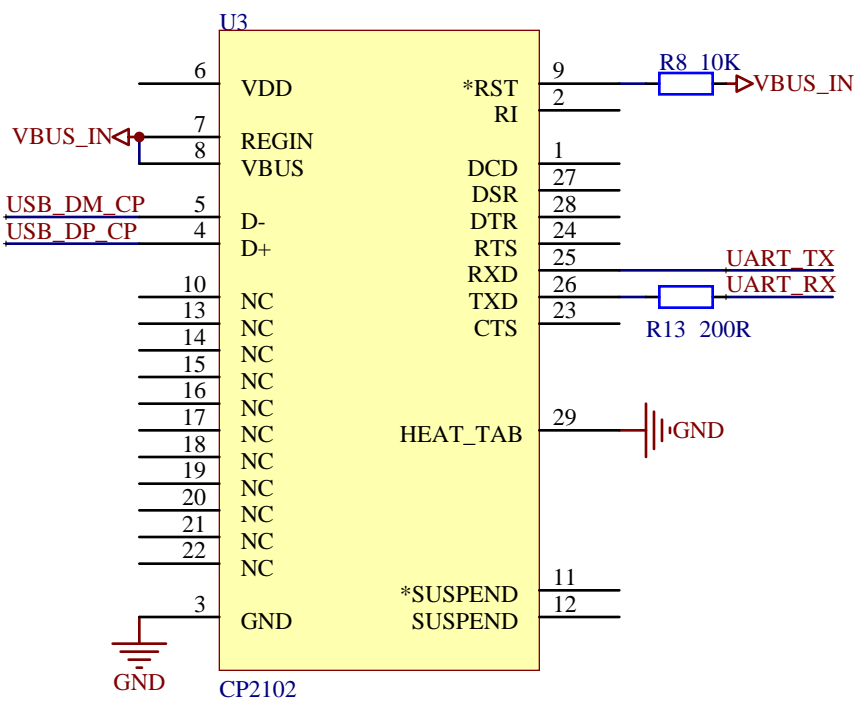 U3
6 VDD *RST 9 R8 10K VBUS_IN
RI 2
VBUS_IN 7 REGIN
8 VBUS DCD 1
DSR 27
USB_DM_CP 5 D- DTR 28
USB_DP_CP 4 D+ RTS 24
RXD 25 UART_TX
10 NC TXD 26 UART_RX
13 NC CTS 23 R13 200R
14 NC
15 NC
16 NC
17 NC HEAT_TAB 29 GND
18 NC
19 NC
20 NC
21 NC
22 NC
*SUSPEND 11
3 GND SUSPEND 12
GND
CP2102